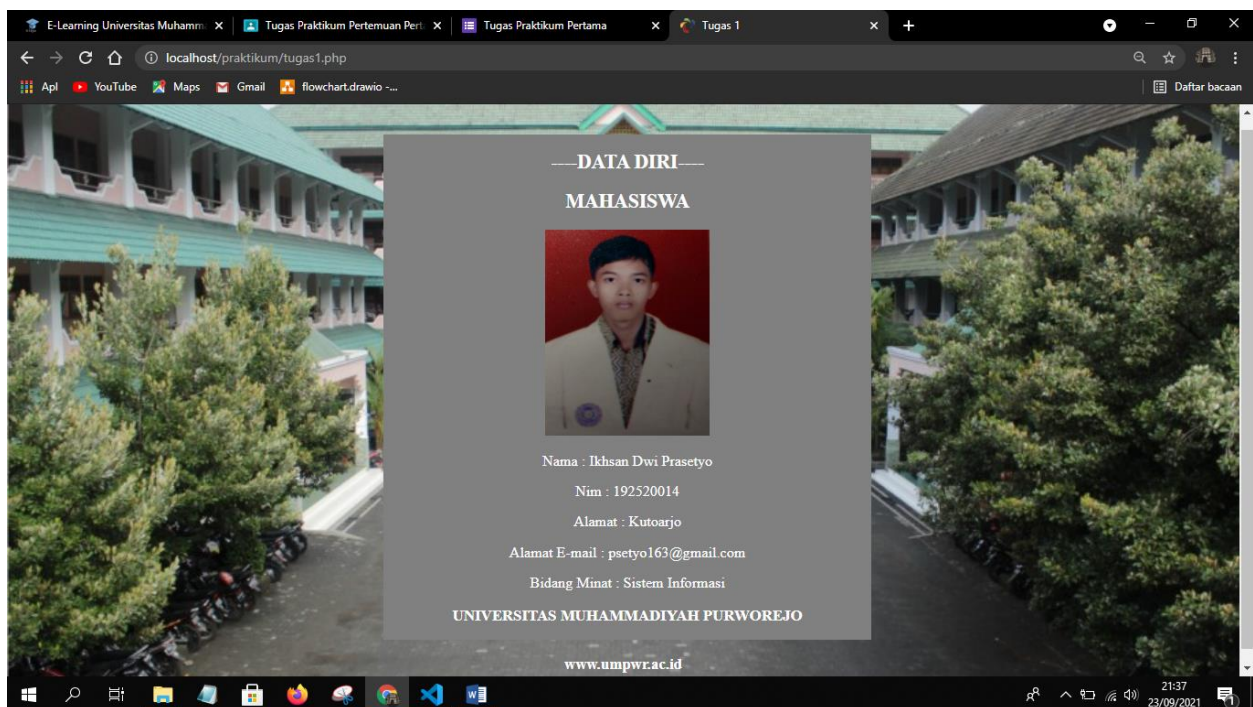 E-Learning Universitas Muhamm
Tugas Praktikum Pertemuan Pert
Tugas Praktikum Pertama
Tugas 1
localhost/praktikum/tugas1.php
Apl
YouTube
Maps
Gmail
flowchart.drawio -...
Daftar bacaan
----DATA DIRI----
MAHASISWA
Nama : Ikhsan Dwi Prasetyo
Nim : 192520014
Alamat : Kutoarjo
Alamat E-mail : psetyo163@gmail.com
Bidang Minat : Sistem Informasi
UNIVERSITAS MUHAMMADIYAH PURWOREJO
www.umpwr.ac.id
21:37
23/09/2021